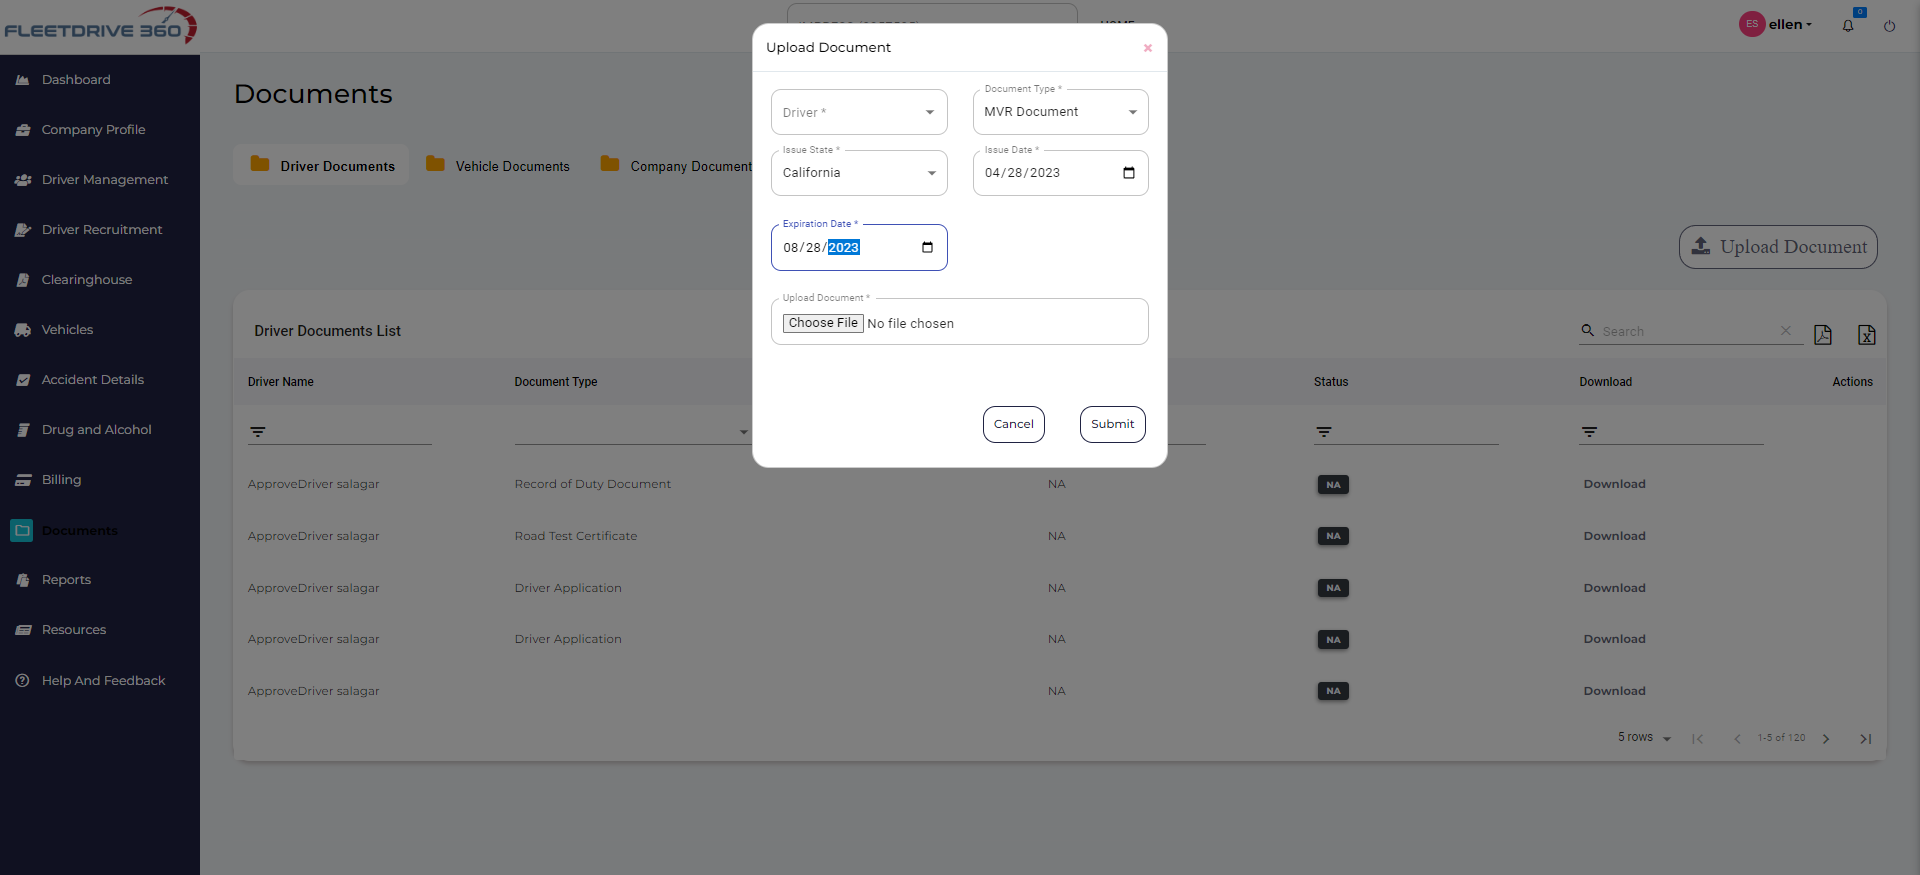 FLEETDRIVE 360
ES ellen
0
Dashboard
Company Profile
Driver Management
Driver Recruitment
Clearinghouse
Vehicles
Accident Details
Drug and Alcohol
Billing
Documents
Reports
Resources
Help And Feedback
Documents
Driver Documents
Vehicle Documents
Company Document
Upload Document
Upload Document
×
Driver *
Document Type *
MVR Document
Issue State *
California
Issue Date *
04/28/2023
Expiration Date *
08/28/2023
Upload Document *
Choose File No file chosen
Cancel
Submit
Driver Documents List
Search
Driver Name Document Type Status Download Actions
ApproveDriver salagar Record of Duty Document NA NA Download
ApproveDriver salagar Road Test Certificate NA NA Download
ApproveDriver salagar Driver Application NA NA Download
ApproveDriver salagar Driver Application NA NA Download
ApproveDriver salagar NA NA Download
5 rows 1-5 of 120